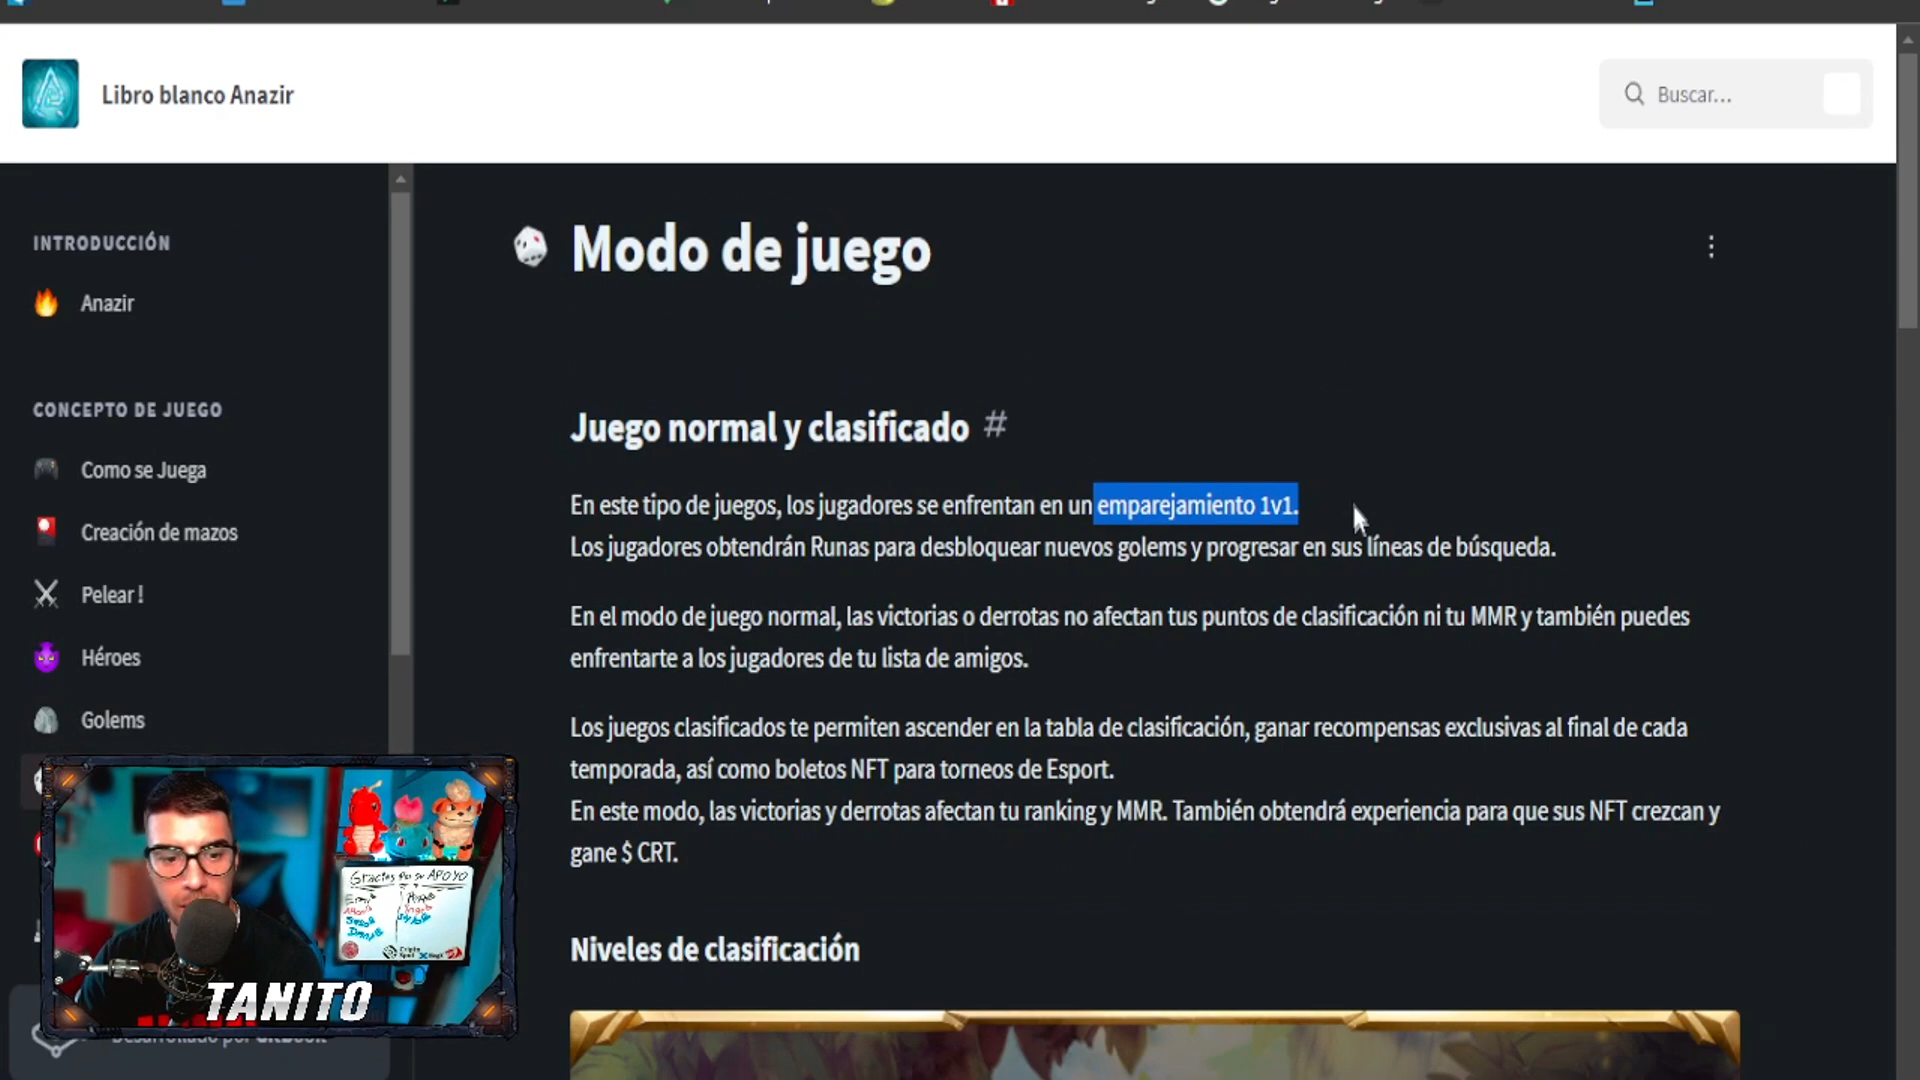 Libro blanco Anazir
Buscar...
INTRODUCCIÓN
Anazir
CONCEPTO DE JUEGO
Como se Juega
Creación de mazos
Pelear !
Héroes
Golems
Modo de juego
Juego normal y clasificado #
En este tipo de juegos, los jugadores se enfrentan en un emparejamiento 1v1.
Los jugadores obtendrán Runas para desbloquear nuevos golems y progresar en sus líneas de búsqueda.
En el modo de juego normal, las victorias o derrotas no afectan tus puntos de clasificación ni tu MMR y también puedes
enfrentarte a los jugadores de tu lista de amigos.
Los juegos clasificados te permiten ascender en la tabla de clasificación, ganar recompensas exclusivas al final de cada
temporada, así como boletos NFT para torneos de Esport.
En este modo, las victorias y derrotas afectan tu ranking y MMR. También obtendrá experiencia para que sus NFT crezcan y
gane $ CRT.
Niveles de clasificación
Gracias Por su APOYO
TANITO